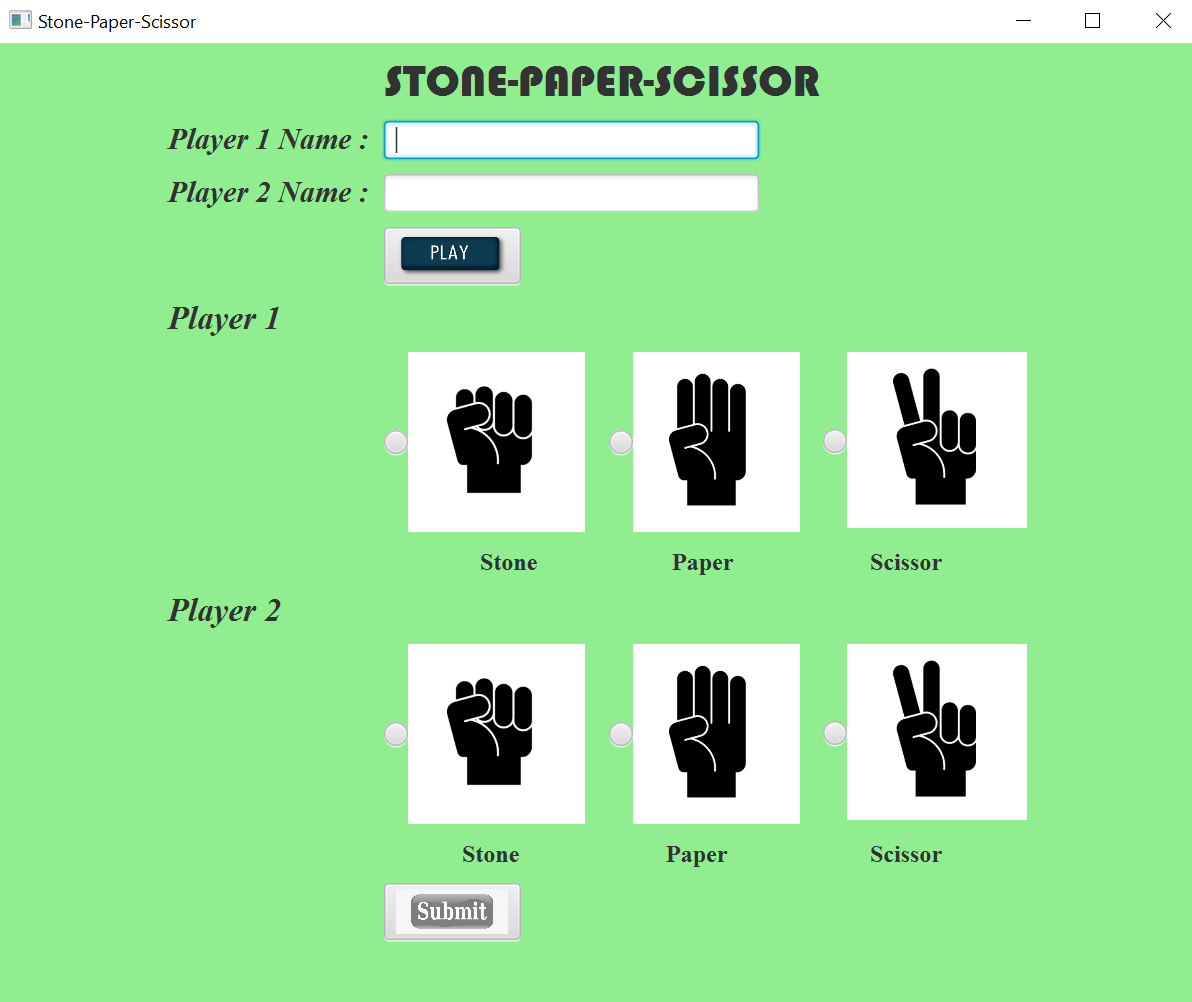 Stone-Paper-Scissor
STONE-PAPER-SCISSOR
Player 1 Name :
Player 2 Name :
PLAY
Player 1
Stone Paper Scissor
Player 2
Stone Paper Scissor
Submit